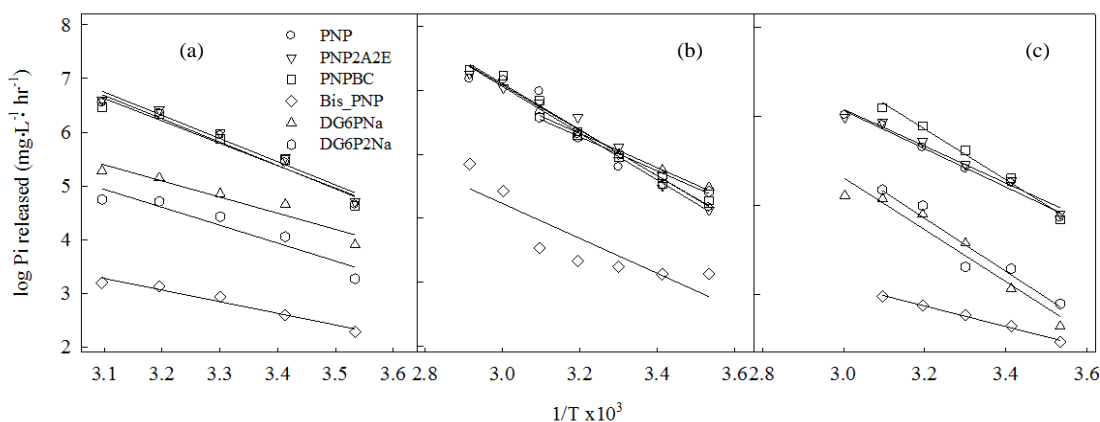 8
7
6
5
4
3
2
log Pi released (mg·L⁻¹ hr⁻¹)
(a)
PNP
PNP2A2E
PNPBC
Bis_PNP
DG6PNa
DG6P2Na
(b)
(c)
3.1 3.2 3.3 3.4 3.5 3.6
2.8 3.0 3.2 3.4 3.6
2.8 3.0 3.2 3.4 3.6
1/T x10³